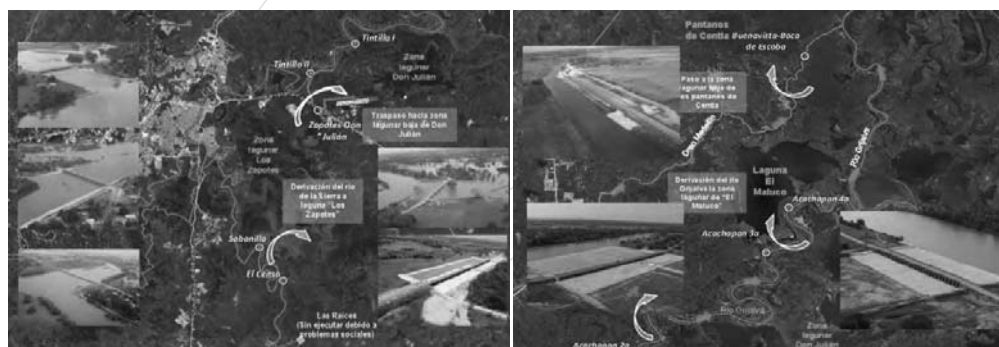 Tintillo I
Zona
lagunar
Don Julián
Tintillo II
Zapotes Don
Julián
Traspaso hacia zona
lagunar baja de Don
Julián
Zona
lagunar
Los
Zapotes
Derivación del río
de la Sierra a
laguna "Los
Zapotes"
Sabanilla
El Censo
Las Raíces
(Sin ejecutar debido a
problemas sociales)
Pantanos
de Centla
Buenavista-Boca
de Escoba
Paso a la zona
lagunar baja de
los pantanos de
Centla
Río Grijalva
Laguna
El
Maluco
Derivación del río
Grijalva la zona
lagunar de "El
Maluco"
Acachapan 4a
Acachapan 3a
Río Grijalva
Zona
lagunar
Don Julián
Acachapan 2a